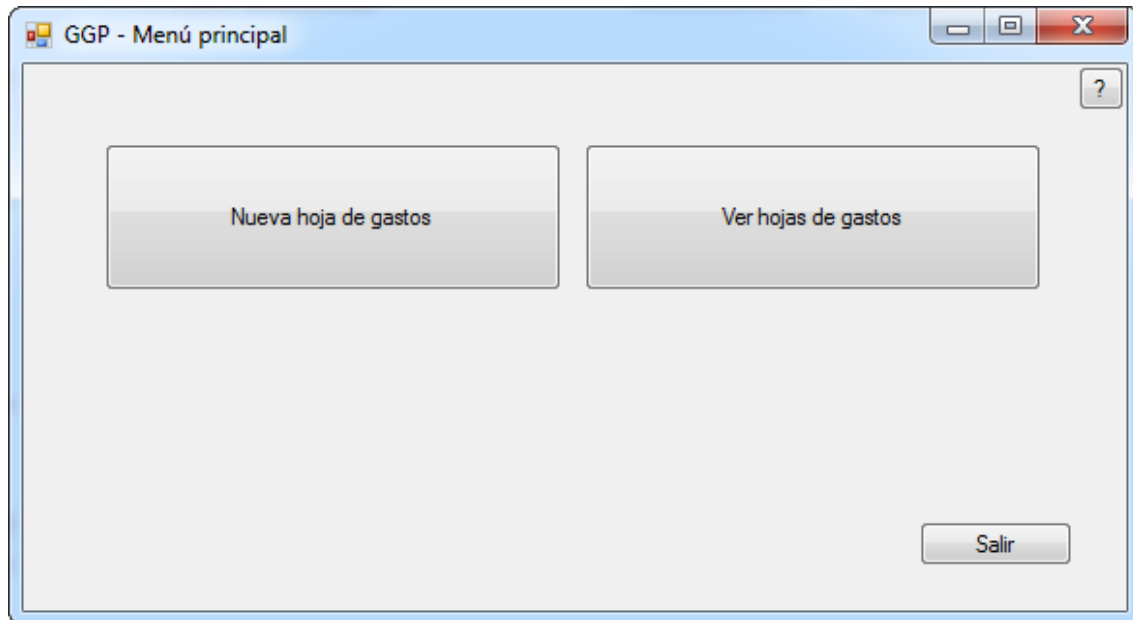 GGP - Menú principal
?
Nueva hoja de gastos
Ver hojas de gastos
Salir